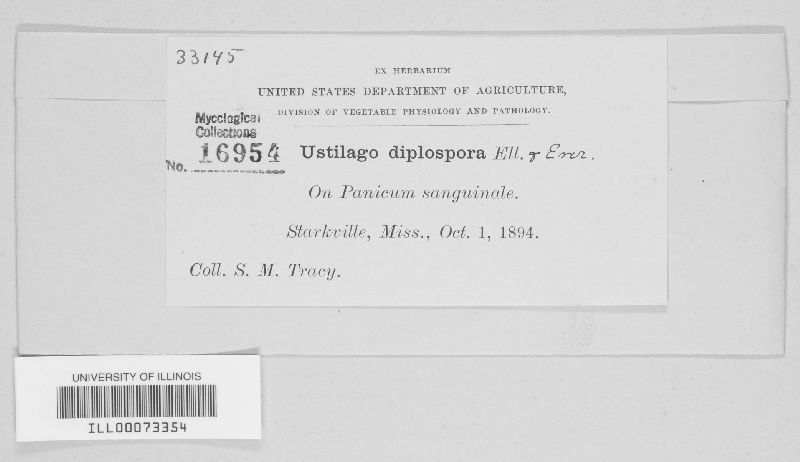 33145
EX HERBARIUM
UNITED STATES DEPARTMENT OF AGRICULTURE,
DIVISION OF VEGETABLE PHYSIOLOGY AND PATHOLOGY.
Mycological
Collections
No. 16954
Ustilago diplospora Ell. & Ever.
On Panicum sanguinale.
Starkville, Miss., Oct. 1, 1894.
Coll. S. M. Tracy.
UNIVERSITY OF ILLINOIS
ILL00073354